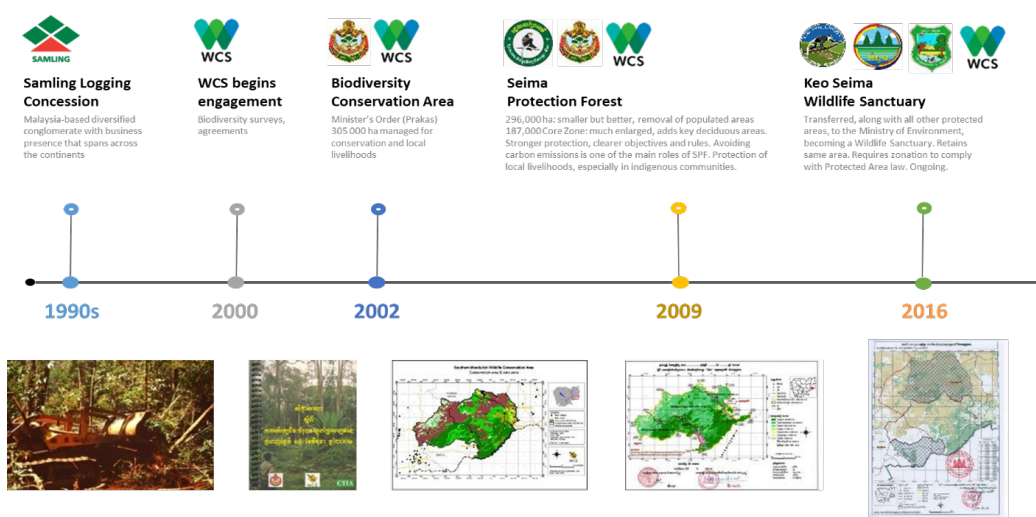 SAMLING
Samling Logging
Concession
Malaysia-based diversified
conglomerate with business
presence that spans across
the continents
WCS
WCS begins
engagement
Biodiversity surveys,
agreements
WCS
Biodiversity
Conservation Area
Minister's Order (Prakas)
305 000 ha managed for
conservation and local
livelihoods
WCS
Seima
Protection Forest
296,000 ha: smaller but better, removal of populated areas
187,000 Core Zone: much enlarged, adds key deciduous areas.
Stronger protection, clearer objectives and rules. Avoiding
carbon emissions is one of the main roles of SPF. Protection of
local livelihoods, especially in indigenous communities.
WCS
Keo Seima
Wildlife Sanctuary
Transferred, along with all other protected
areas, to the Ministry of Environment,
becoming a Wildlife Sanctuary. Retains
same area. Requires zonation to comply
with Protected Area law. Ongoing.
1990s
2000
2002
2009
2016
Southern Mondulkiri Wildlife Conservation Area